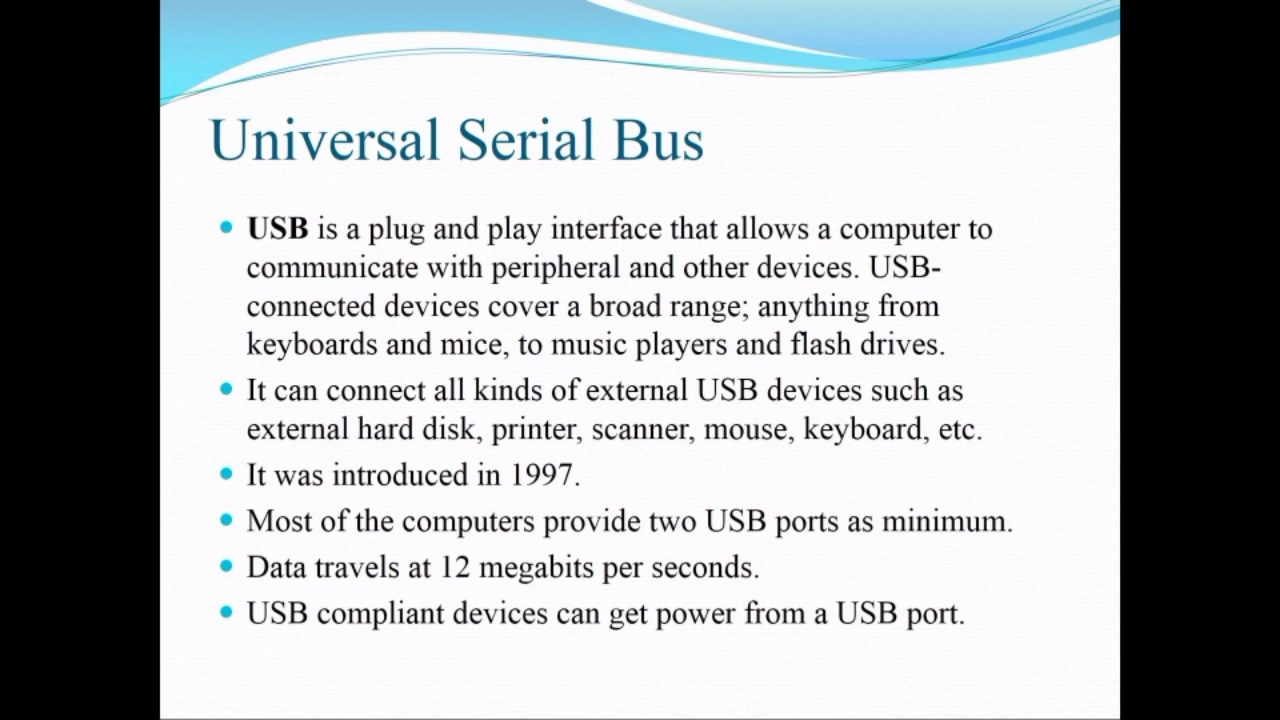 Universal Serial Bus
USB is a plug and play interface that allows a computer to
communicate with peripheral and other devices. USB-
connected devices cover a broad range; anything from
keyboards and mice, to music players and flash drives.
It can connect all kinds of external USB devices such as
external hard disk, printer, scanner, mouse, keyboard, etc.
It was introduced in 1997.
Most of the computers provide two USB ports as minimum.
Data travels at 12 megabits per seconds.
USB compliant devices can get power from a USB port.